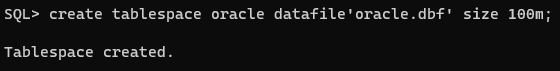 SQL> create tablespace oracle datafile'oracle.dbf' size 100m;
Tablespace created.